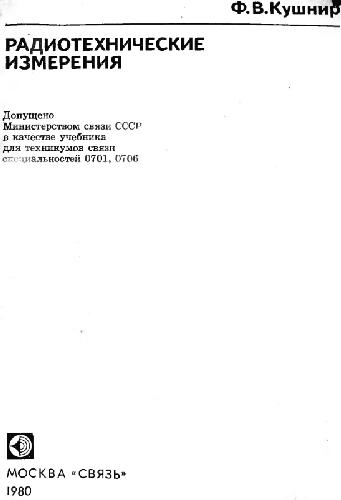 Ф.В.Кушнир
РАДИОТЕХНИЧЕСКИЕ
ИЗМЕРЕНИЯ
Допущено
Министерством связи СССР
в качестве учебника
для техникумов связи
специальностей 0701, 0706
МОСКВА «СВЯЗЬ»
1980